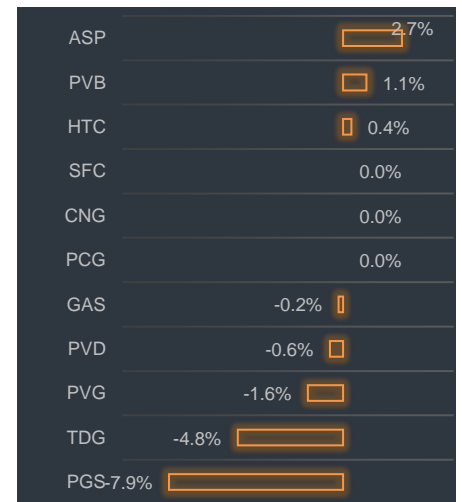 ASP 2.7%
PVB 1.1%
HTC 0.4%
SFC 0.0%
CNG 0.0%
PCG 0.0%
GAS -0.2%
PVD -0.6%
PVG -1.6%
TDG -4.8%
PGS -7.9%